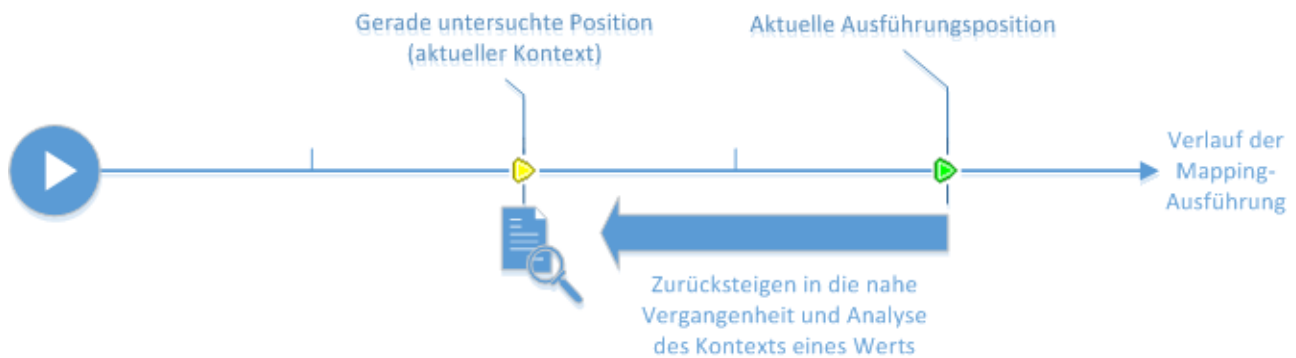 Gerade untersuchte Position
(aktueller Kontext)
Aktuelle Ausführungsposition
Verlauf der
Mapping-
Ausführung
Zurücksteigen in die nahe
Vergangenheit und Analyse
des Kontexts eines Werts